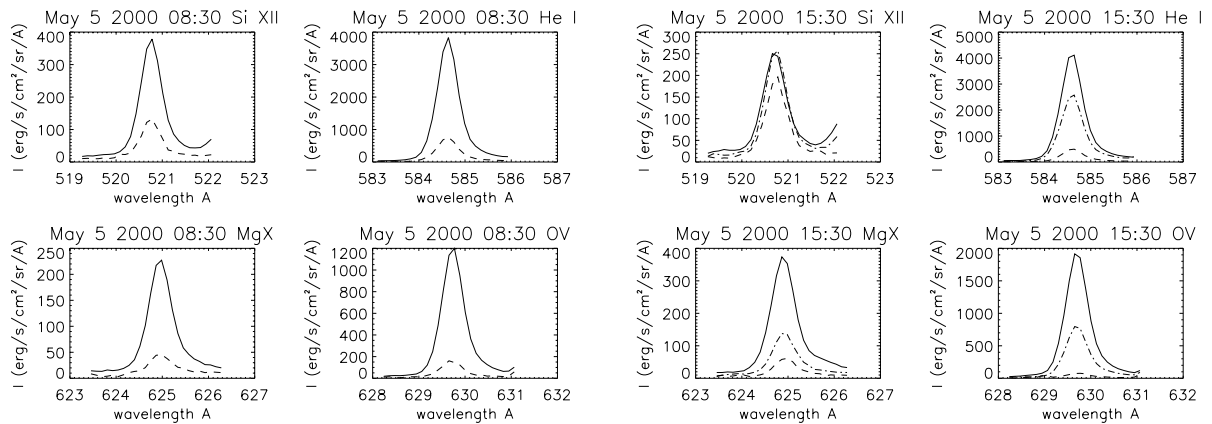 May 5 2000 08:30 Si XII
I (erg/s/cm²/sr/A)
400
300
200
100
0
519 520 521 522 523
wavelength A
May 5 2000 08:30 He I
I (erg/s/cm²/sr/A)
4000
3000
2000
1000
0
583 584 585 586 587
wavelength A
May 5 2000 15:30 Si XII
I (erg/s/cm²/sr/A)
300
250
200
150
100
50
0
519 520 521 522 523
wavelength A
May 5 2000 15:30 He I
I (erg/s/cm²/sr/A)
5000
4000
3000
2000
1000
0
583 584 585 586 587
wavelength A
May 5 2000 08:30 MgX
I (erg/s/cm²/sr/A)
250
200
150
100
50
0
623 624 625 626 627
wavelength A
May 5 2000 08:30 OV
I (erg/s/cm²/sr/A)
1200
1000
800
600
400
200
0
628 629 630 631 632
wavelength A
May 5 2000 15:30 MgX
I (erg/s/cm²/sr/A)
400
300
200
100
0
623 624 625 626 627
wavelength A
May 5 2000 15:30 OV
I (erg/s/cm²/sr/A)
2000
1500
1000
500
0
628 629 630 631 632
wavelength A